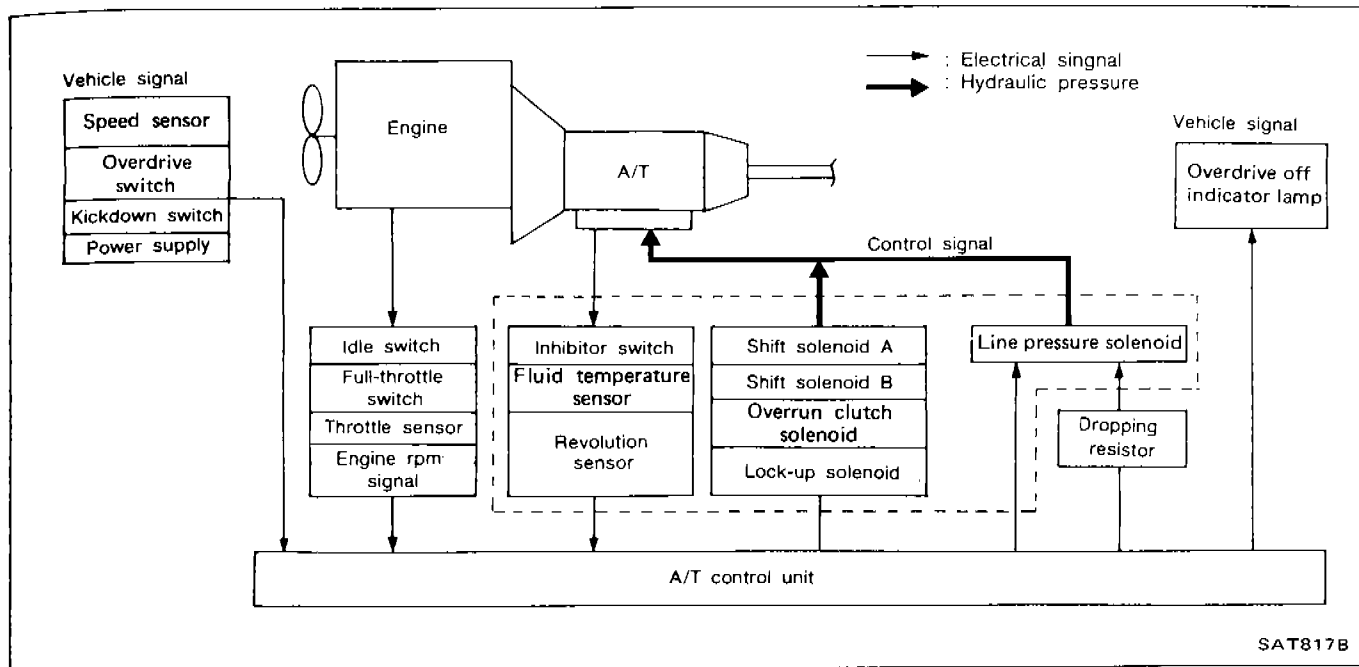 : Electrical singnal
: Hydraulic pressure
Vehicle signal
Speed sensor
Overdrive
switch
Kickdown switch
Power supply
Engine
A/T
Vehicle signal
Overdrive off
indicator lamp
Control signal
Idle switch
Full-throttle
switch
Throttle sensor
Engine rpm
signal
Inhibitor switch
Fluid temperature
sensor
Revolution
sensor
Shift solenoid A
Shift solenoid B
Overrun clutch
solenoid
Lock-up solenoid
Line pressure solenoid
Dropping
resistor
A/T control unit
SAT817B